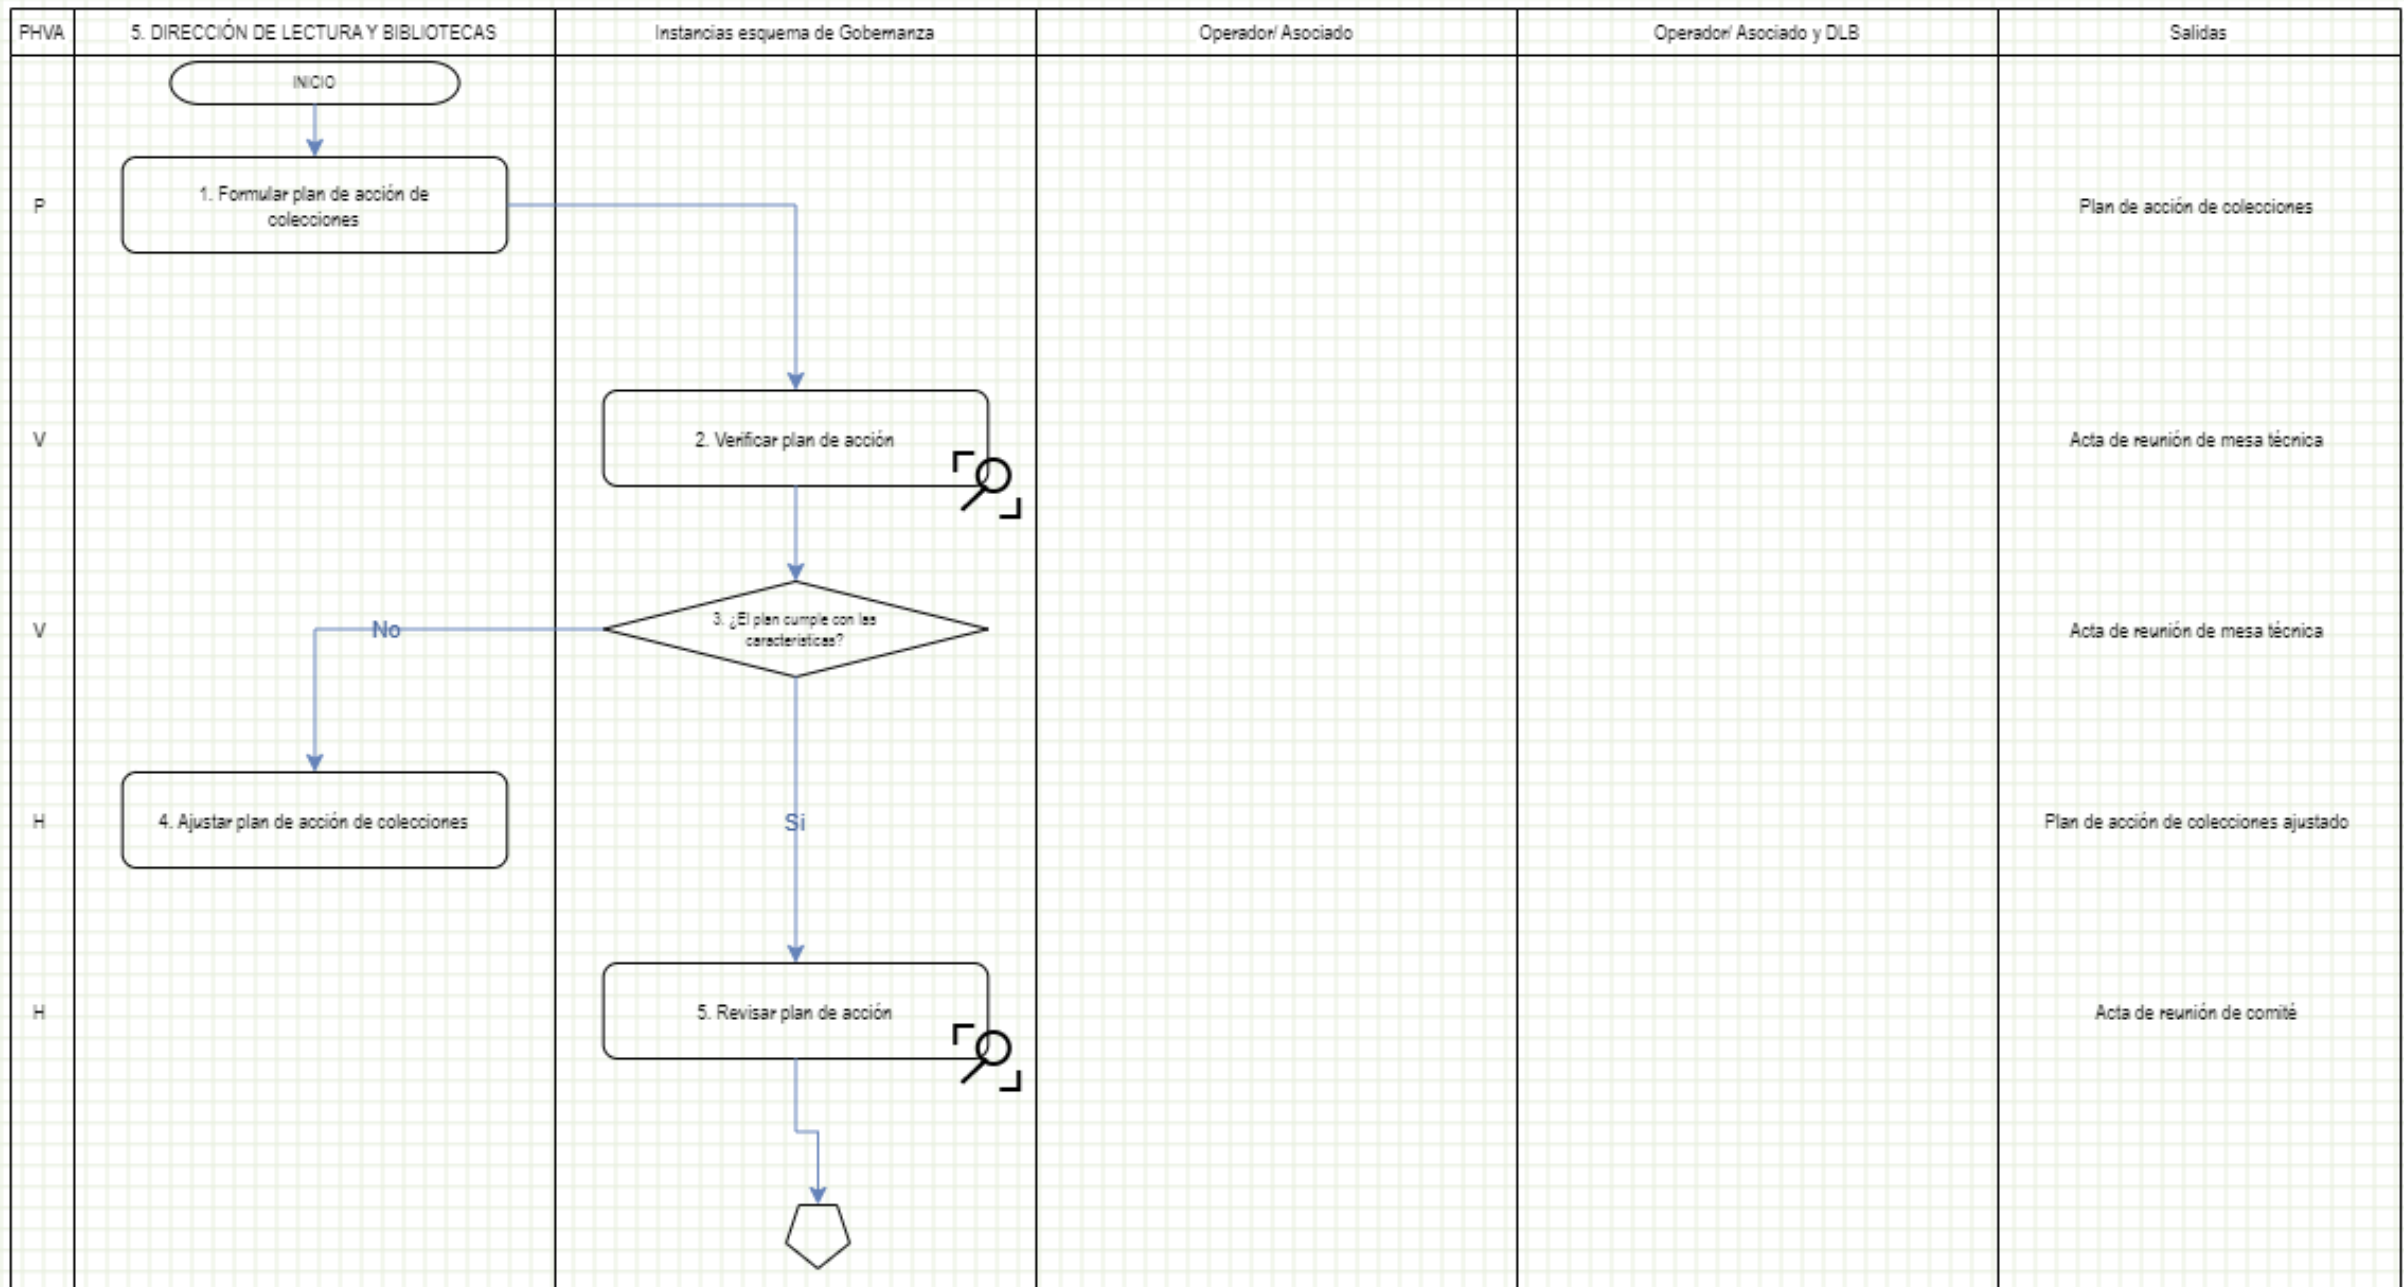 PHVA
5. DIRECCIÓN DE LECTURA Y BIBLIOTECAS
Instancias esquema de Gobernanza
Operador/ Asociado
Operador/ Asociado y DLB
Salidas
INICIO
P
1. Formular plan de acción de
colecciones
Plan de acción de colecciones
V
2. Verificar plan de acción
Acta de reunión de mesa técnica
V
No
3. ¿El plan cumple con las
características?
Acta de reunión de mesa técnica
H
4. Ajustar plan de acción de colecciones
Si
Plan de acción de colecciones ajustado
H
5. Revisar plan de acción
Acta de reunión de comité